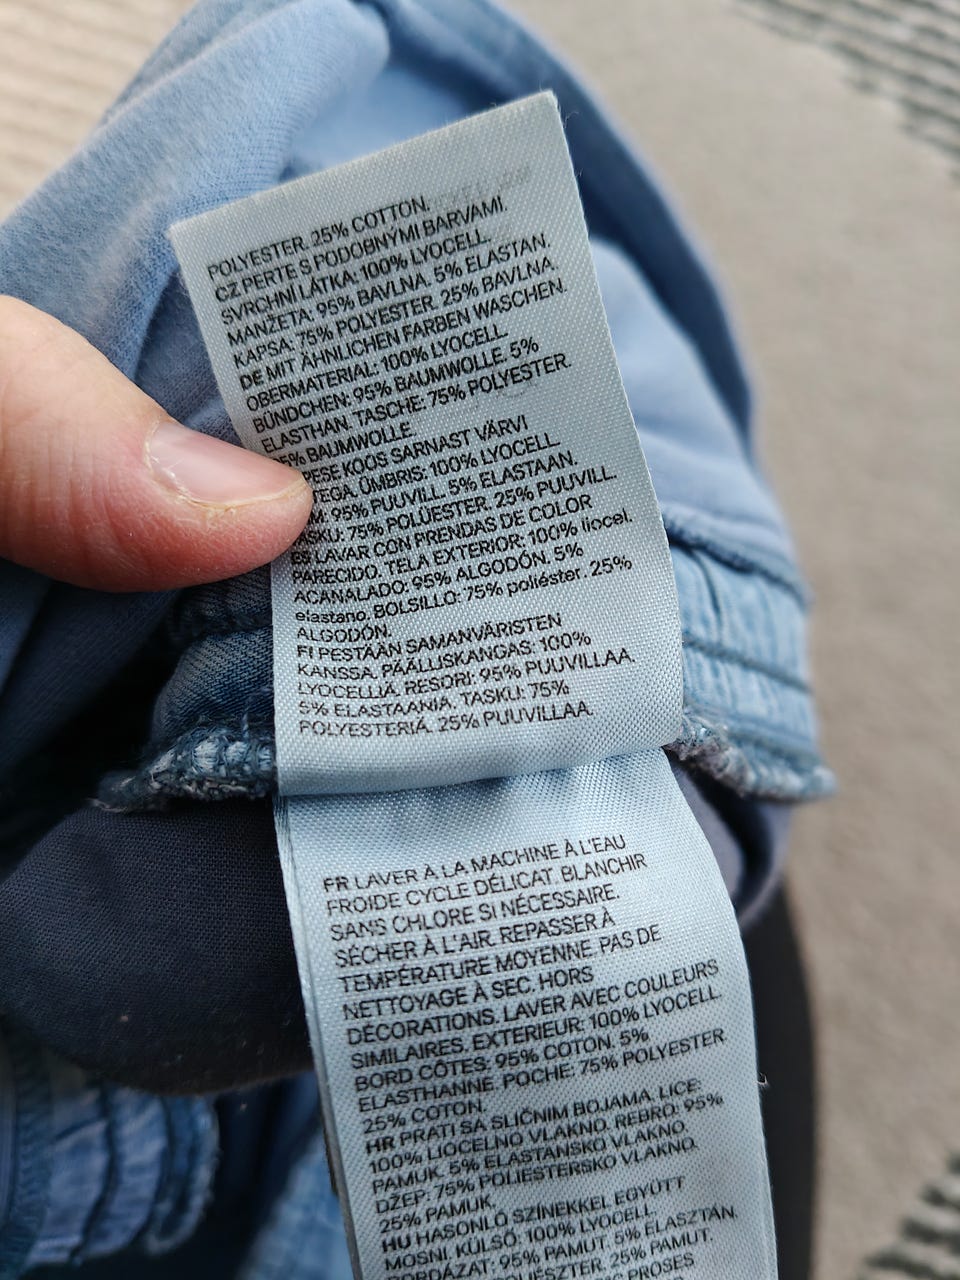 POLYESTER. 25% COTTON.
CZ PERTE S PODOBNÝMI BARVAMI.
SVRCHNÍ LÁTKA: 100% LYOCELL.
MANŽETA: 95% BAVLNA. 5% ELASTAN.
KAPSA: 75% POLYESTER. 25% BAVLNA.
DE MIT ÄHNLICHEN FARBEN WASCHEN.
OBERMATERIAL: 100% LYOCELL.
BÜNDCHEN: 95% BAUMWOLLE. 5%
ELASTHAN. TASCHE: 75% POLYESTER.
BAUMWOLLE.
KOOS SARNAST VÄRVI
ÜMBRIS: 100% LYOCELL
95% PUUVILL. 5% ELASTAAN.
75% POLÜESTER. 25% PUUVILL.
ES LAVAR CON PRENDAS DE COLOR
PARECIDO. TELA EXTERIOR: 100% liocel.
ACANALADO: 95% ALGODÓN. 5%
elastano. BOLSILLO: 75% poliéster. 25%
ALGODÓN.
FI PESTÄÄN SAMANVÄRISTEN
KANSSA. PÄÄLLISKANGAS: 100%
LYOCELLIÄ. RESORI: 95% PUUVILLAA.
5% ELASTAANIA. TASKU: 75%
POLYESTERIÄ. 25% PUUVILLAA.
FR LAVER À LA MACHINE À L'EAU
FROIDE CYCLE DÉLICAT. BLANCHIR
SANS CHLORE SI NÉCESSAIRE.
SÉCHER À L'AIR. REPASSER À
TEMPÉRATURE MOYENNE. PAS DE
NETTOYAGE À SEC. HORS
DÉCORATIONS. LAVER AVEC COULEURS
SIMILAIRES. EXTERIEUR: 100% LYOCELL.
BORD CÔTES: 95% COTON. 5%
ELASTHANNE. POCHE: 75% POLYESTER.
25% COTON.
HR PRATI SA SLIČNIM BOJAMA. LICE:
100% LIOCELNO VLAKNO. REBRO: 95%
PAMUK. 5% ELASTANSKO VLAKNO.
DŽEP: 75% POLIESTERSKO VLAKNO.
25% PAMUK.
HU HASONLÓ SZÍNEKKEL EGYÜTT
MOSNI. KÜLSŐ: 100% LYOCELL
BORDÁZAT: 95% PAMUT. 5% ELASZTÁN.
POLIÉSZTER. 25% PAMUT.
PROSES